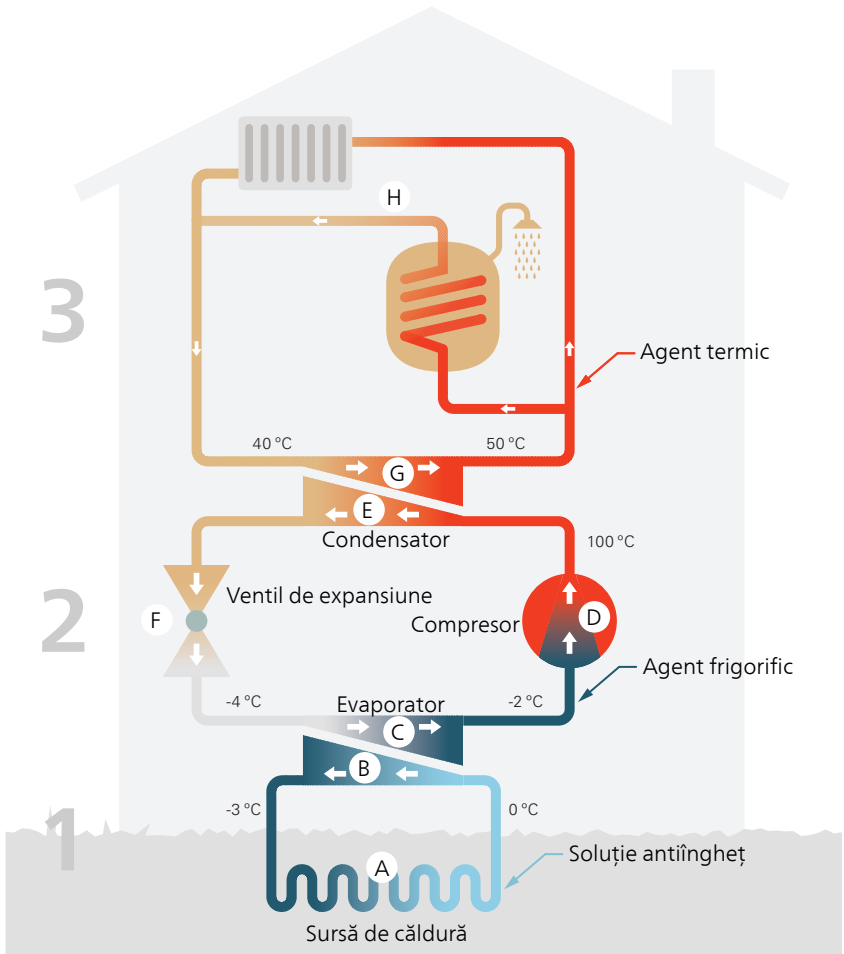 H
3
Agent termic
40 °C
50 °C
G
E
Condensator
100 °C
2
F
Ventil de expansiune
Compresor
D
Agent frigorific
-4 °C
Evaporator
-2 °C
C
B
-3 °C
0 °C
1
A
Soluție antiîngheț
Sursă de căldură